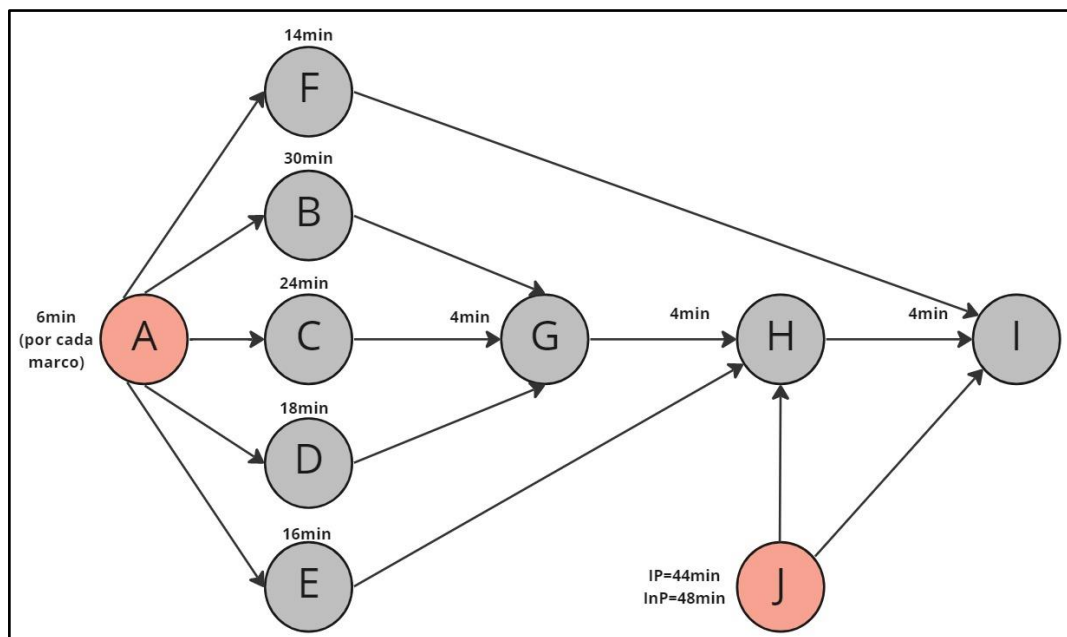 14min
F
30min
B
24min
6min
(por cada
marco)
A
C
4min
G
4min
H
4min
I
18min
D
16min
E
IP=44min
InP=48min
J